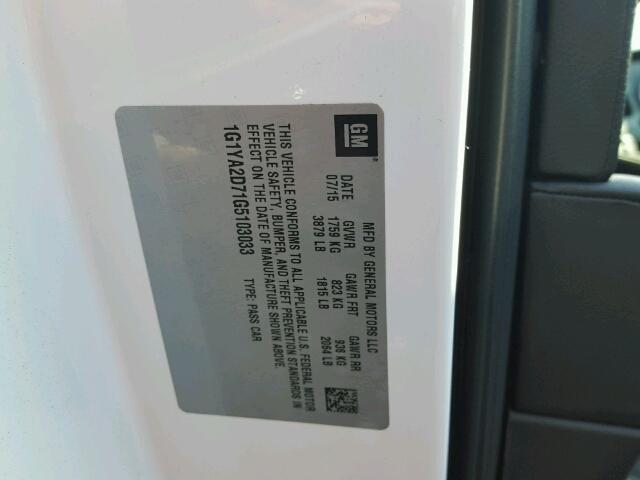 GM
MFD BY GENERAL MOTORS LLC
DATE GVWR GAWR FRT GAWR RR
07/15 1759 KG 823 KG 936 KG
3879 LB 1815 LB 2064 LB
THIS VEHICLE CONFORMS TO ALL APPLICABLE U.S. FEDERAL MOTOR
VEHICLE SAFETY, BUMPER, AND THEFT PREVENTION STANDARDS IN
EFFECT ON THE DATE OF MANUFACTURE SHOWN ABOVE.
1G1YA2D71G5103033 TYPE: PASS CAR